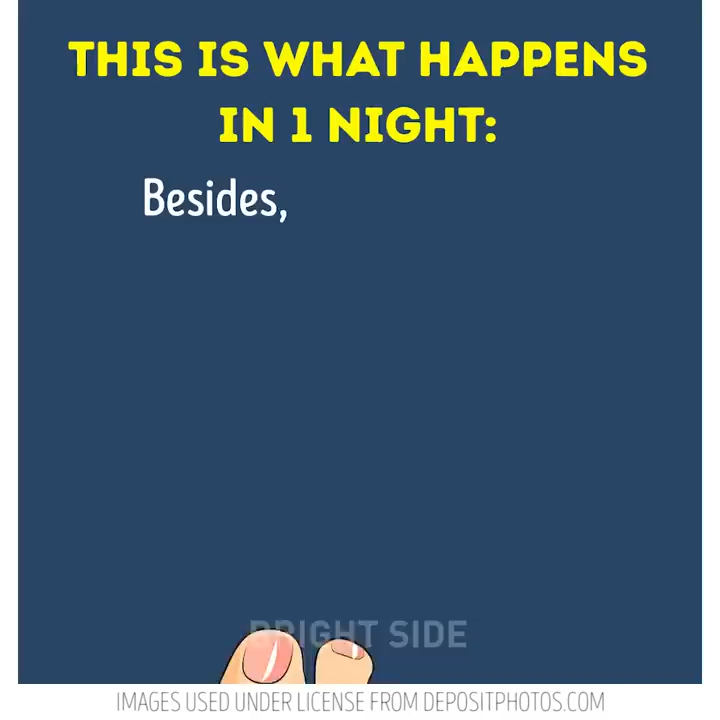 THIS IS WHAT HAPPENS
IN 1 NIGHT:
Besides,
BRIGHT SIDE
IMAGES USED UNDER LICENSE FROM DEPOSITPHOTOS.COM